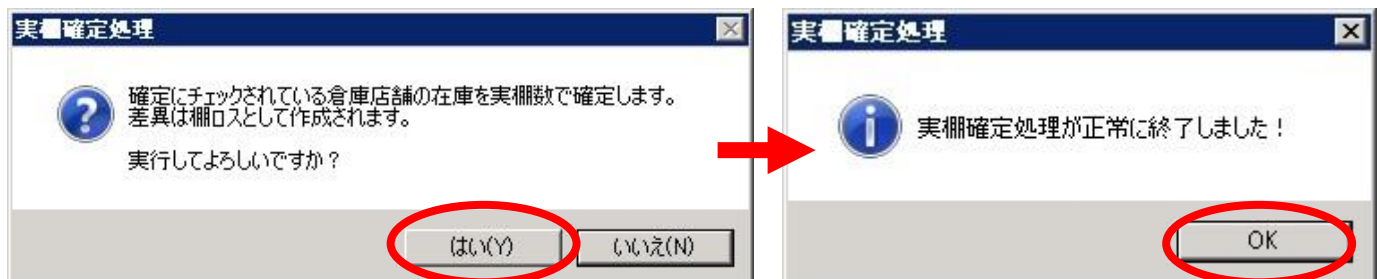 実棚確定処理
確定にチェックされている倉庫店舗の在庫を実棚数で確定します。
差異は棚ロスとして作成されます。
実行してよろしいですか？
はい(Y)
いいえ(N)
実棚確定処理
実棚確定処理が正常に終了しました！
OK